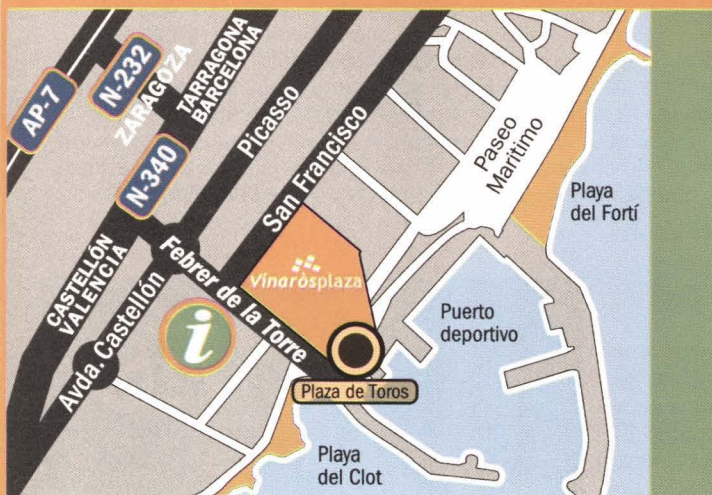 AP-7
N-232
ZARAGOZA
TARRAGONA
BARCELONA
N-340
Picasso
San Francisco
Paseo
Marítimo
Playa
del Fortí
CASTELLÓN
VALENCIA
Febrer de la Torre
Vinaròsplaza
Avda. Castellón
i
Puerto
deportivo
Plaza de Toros
Playa
del Clot